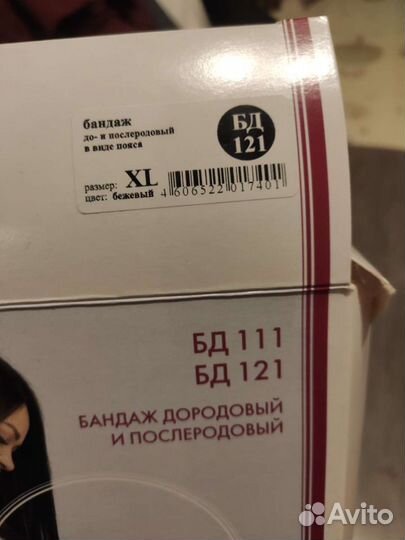 бандаж
до- и послеродовый
в виде пояса
БД
121
размер: XL
цвет: бежевый
4 606522 017401
БД 111
БД 121
БАНДАЖ ДОРОДОВЫЙ
И ПОСЛЕРОДОВЫЙ
Avito